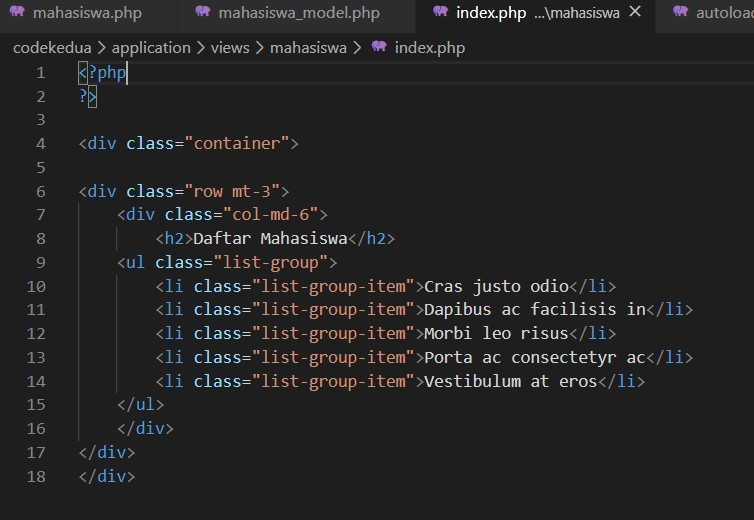 mahasiswa.php mahasiswa_model.php index.php ...\mahasiswa autoload
codekedua > application > views > mahasiswa > index.php
1 <?php
2 ?>
3
4 <div class="container">
5
6 <div class="row mt-3">
7 <div class="col-md-6">
8 <h2>Daftar Mahasiswa</h2>
9 <ul class="list-group">
10 <li class="list-group-item">Cras justo odio</li>
11 <li class="list-group-item">Dapibus ac facilisis in</li>
12 <li class="list-group-item">Morbi leo risus</li>
13 <li class="list-group-item">Porta ac consectetyr ac</li>
14 <li class="list-group-item">Vestibulum at eros</li>
15 </ul>
16 </div>
17 </div>
18 </div>